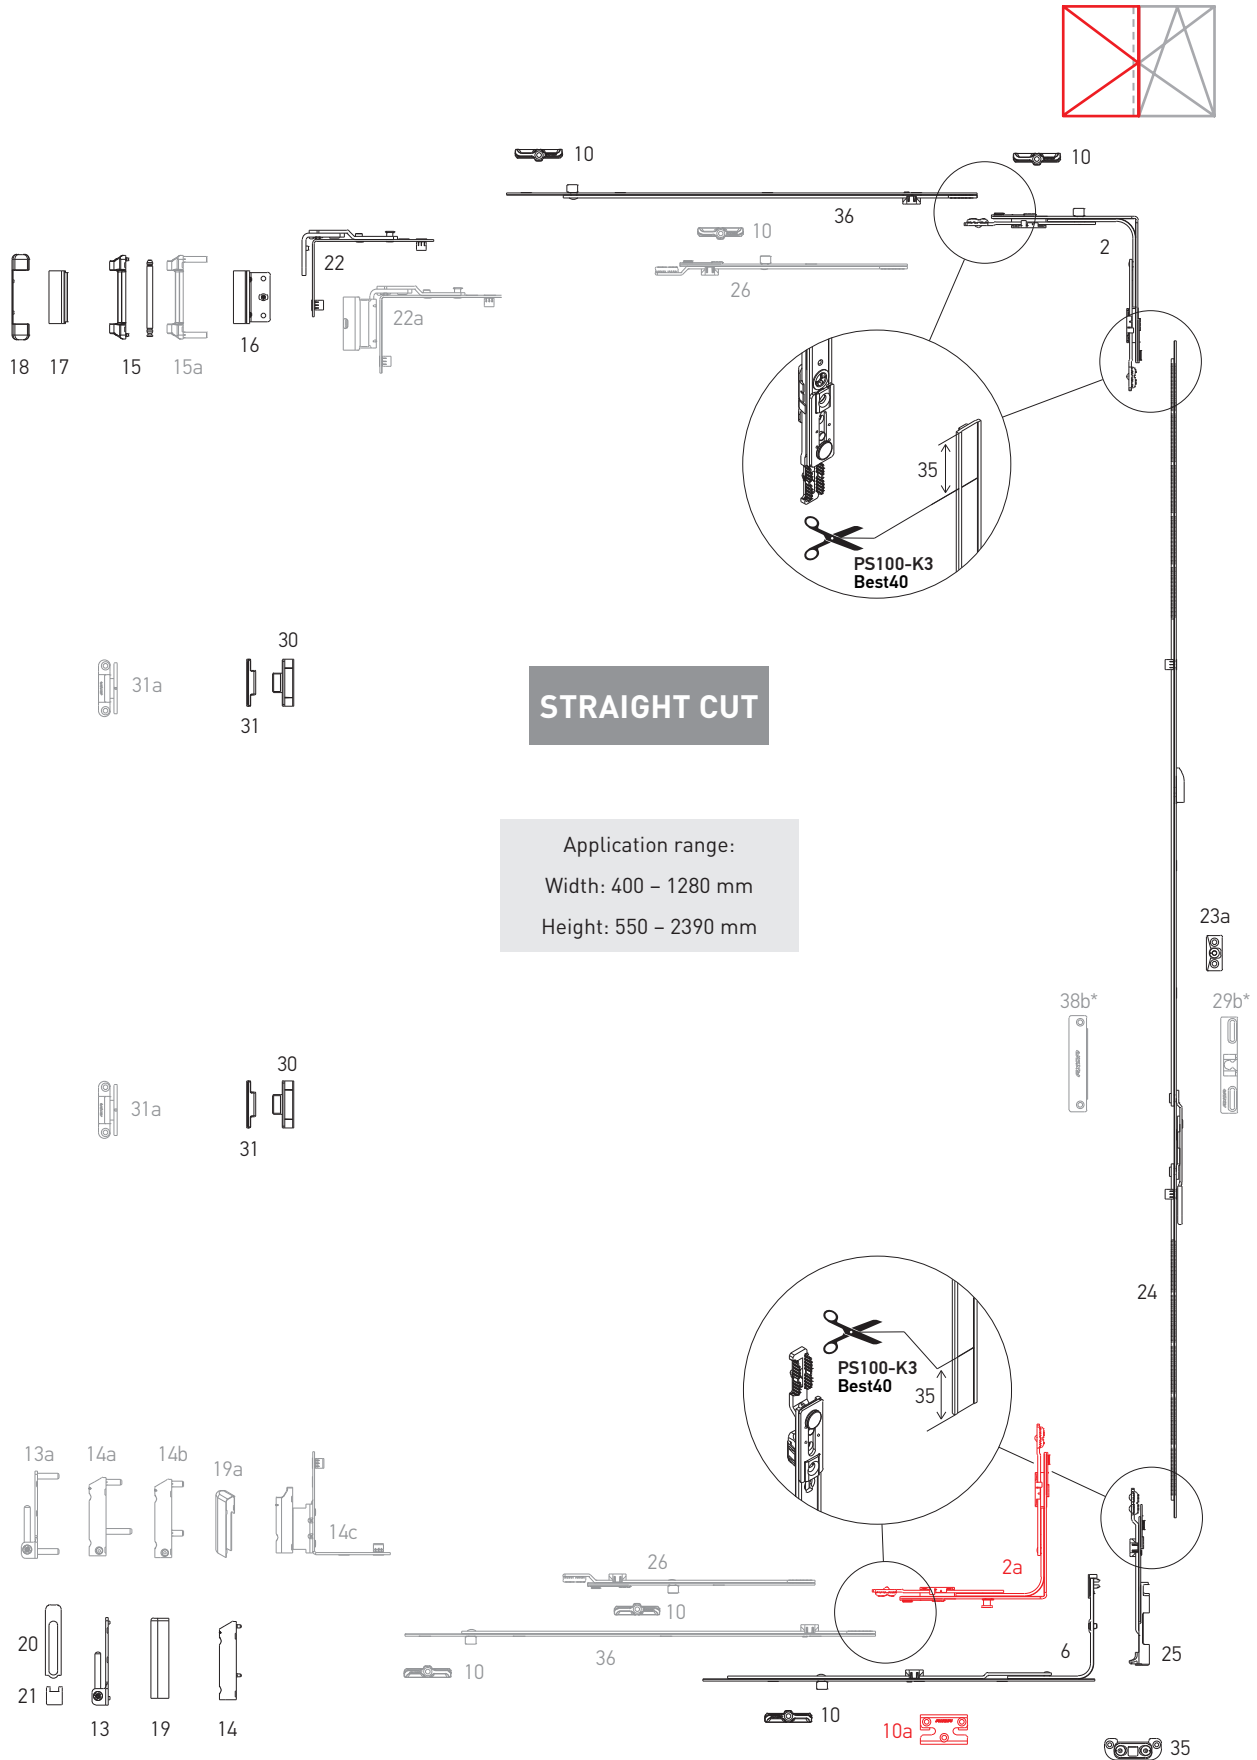 10
10
36
2
10
22
26
22a
16
18
17
15
15a
35
PS100-K3
Best40
30
31a
31
STRAIGHT CUT
Application range:
Width: 400 – 1280 mm
Height: 550 – 2390 mm
23a
38b*
29b*
30
31a
31
24
PS100-K3
Best40
35
13a
14a
14b
19a
14c
26
2a
10
20
36
6
25
10
21
13
19
14
10
10a
35